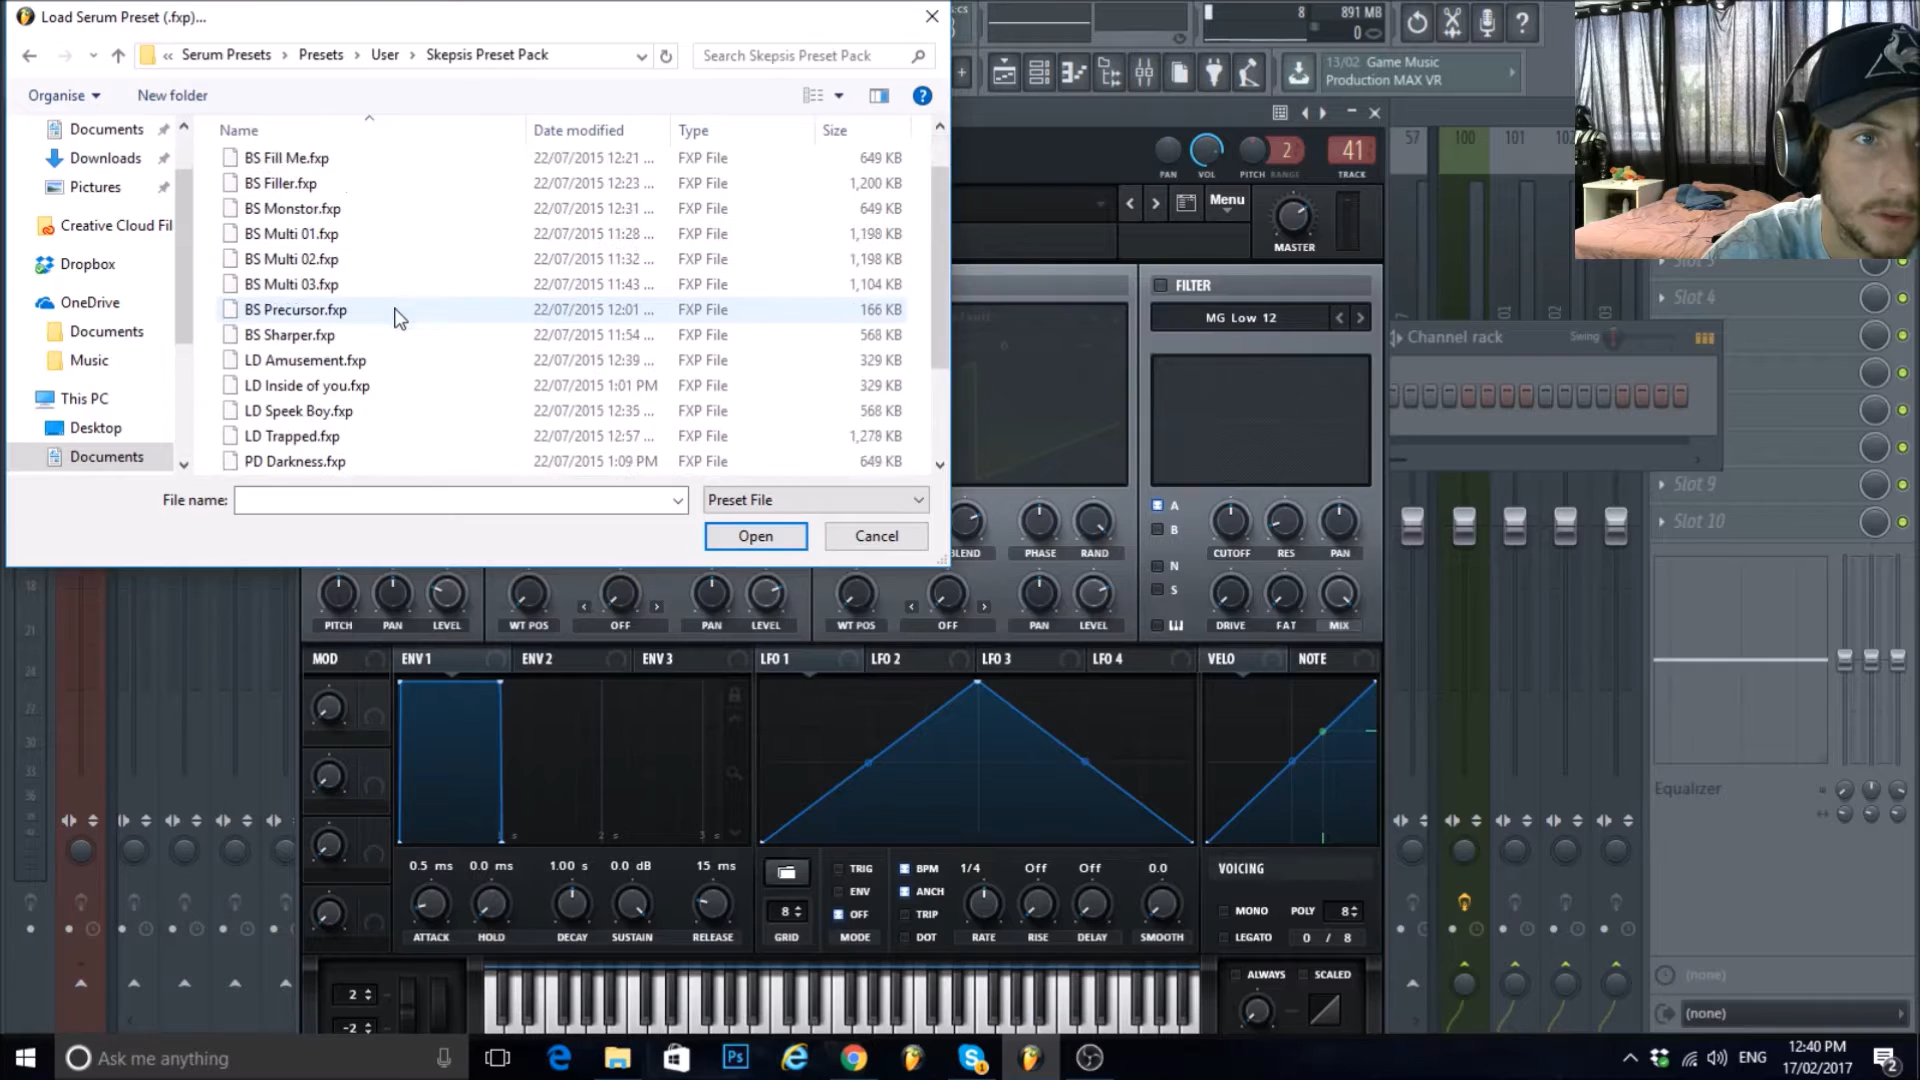 Load Serum Preset (.fxp)...
« Serum Presets > Presets > User > Skepsis Preset Pack
Search Skepsis Preset Pack
Organise
New folder
Documents
Downloads
Pictures
Creative Cloud Fil
Dropbox
OneDrive
Documents
Music
This PC
Desktop
Documents
Name Date modified Type Size
BS Fill Me.fxp 22/07/2015 12:21 ... FXP File 649 KB
BS Filler.fxp 22/07/2015 12:23 ... FXP File 1,200 KB
BS Monstor.fxp 22/07/2015 12:31 ... FXP File 649 KB
BS Multi 01.fxp 22/07/2015 11:28 ... FXP File 1,198 KB
BS Multi 02.fxp 22/07/2015 11:32 ... FXP File 1,198 KB
BS Multi 03.fxp 22/07/2015 11:43 ... FXP File 1,104 KB
BS Precursor.fxp 22/07/2015 12:01 ... FXP File 166 KB
BS Sharper.fxp 22/07/2015 11:54 ... FXP File 568 KB
LD Amusement.fxp 22/07/2015 12:39 ... FXP File 329 KB
LD Inside of you.fxp 22/07/2015 1:01 PM FXP File 329 KB
LD Speek Boy.fxp 22/07/2015 12:35 ... FXP File 568 KB
LD Trapped.fxp 22/07/2015 12:57 ... FXP File 1,278 KB
PD Darkness.fxp 22/07/2015 1:09 PM FXP File 649 KB
File name:
Preset File
Open Cancel
8 891 MB
0
13/02 Game Music
Production MAX VR
PAN VOL PITCH RANGE 2 41 TRACK
Menu
MASTER
57 100 101
FILTER
MG Low 12
Channel rack Swing
Slot 4
Slot 9
Slot 10
A
B
N
S
PHASE RAND
CUTOFF RES PAN
DRIVE FAT MIX
PITCH PAN LEVEL WT POS OFF PAN LEVEL WT POS OFF PAN LEVEL
MOD ENV 1 ENV 2 ENV 3 LFO 1 LFO 2 LFO 3 LFO 4 VELO NOTE
0.5 ms 0.0 ms 1.00 s 0.0 dB 15 ms
ATTACK HOLD DECAY SUSTAIN RELEASE
8
GRID
TRIG
ENV
OFF
MODE
BPM
ANCH
TRIP
DOT
1/4 Off Off 0.0
RATE RISE DELAY SMOOTH
VOICING
MONO POLY 8
LEGATO 0 / 8
ALWAYS SCALED
2
-2
18
21
24
27
30
33
36
Equalizer
(none)
(none)
Ask me anything
ENG
12:40 PM
17/02/2017
2